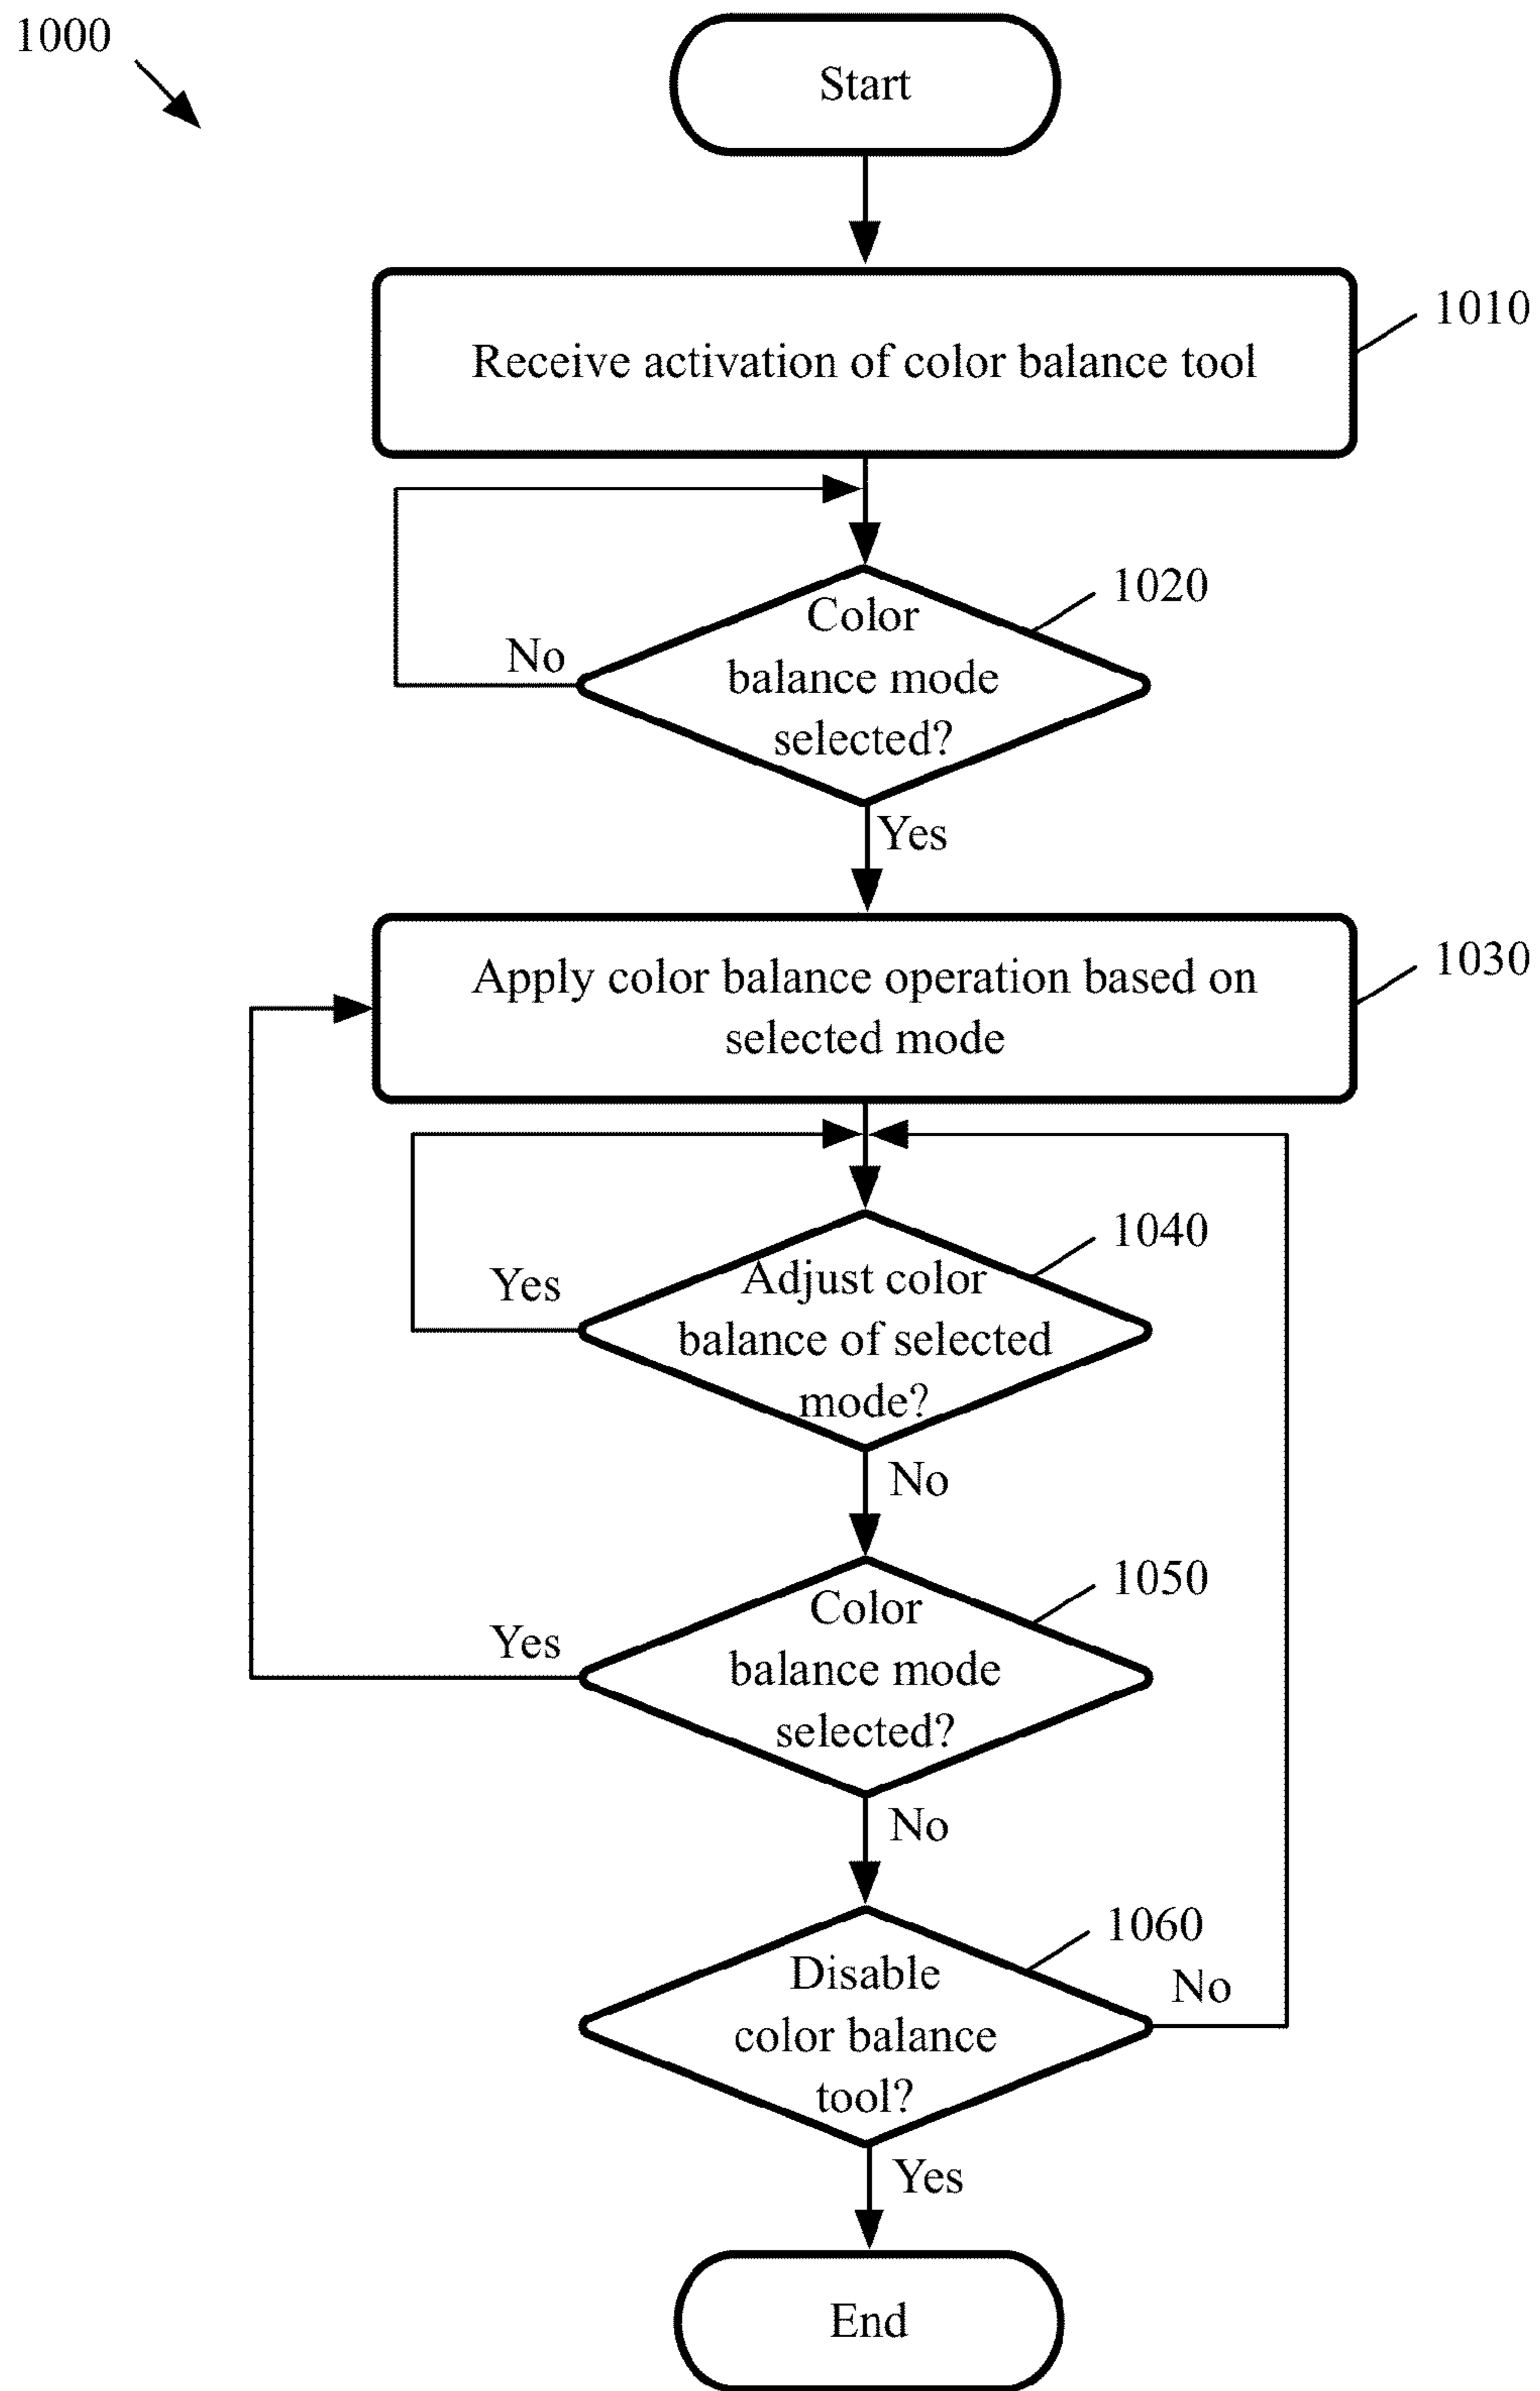 1000
Start
Receive activation of color balance tool
1010
Color
balance mode
selected?
1020
No
Yes
Apply color balance operation based on
selected mode
1030
Adjust color
balance of selected
mode?
1040
Yes
No
Color
balance mode
selected?
1050
Yes
No
Disable
color balance
tool?
1060
No
Yes
End